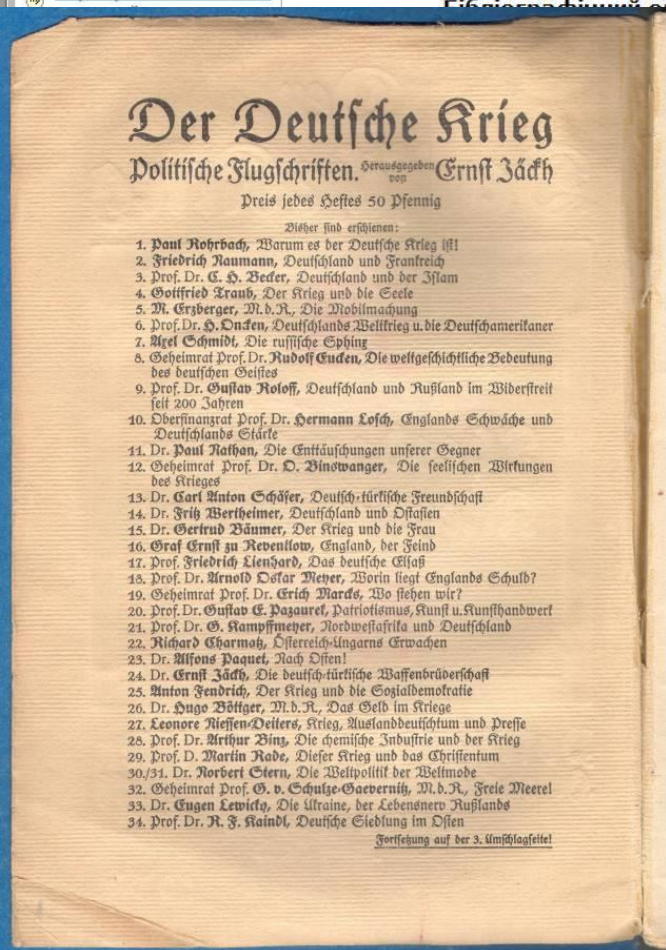 Der Deutsche Krieg
Politische Flugschriften. Herausgegeben von Ernst Jäckh
Preis jedes Heftes 50 Pfennig
Bisher sind erschienen:
1. Paul Rohrbach, Warum es der Deutsche Krieg ist!
2. Friedrich Naumann, Deutschland und Frankreich
3. Prof. Dr. C. H. Becker, Deutschland und der Islam
4. Gottfried Traub, Der Krieg und die Seele
5. M. Erzberger, M.d.R., Die Mobilmachung
6. Prof. Dr. H. Oncken, Deutschlands Weltkrieg u. die Deutschamerikaner
7. Axel Schmidt, Die russische Sphinx
8. Geheimrat Prof. Dr. Rudolf Eucken, Die weltgeschichtliche Bedeutung
des deutschen Geistes
9. Prof. Dr. Gustav Roloff, Deutschland und Rußland im Widerstreit
seit 200 Jahren
10. Oberfinanzrat Prof. Dr. Hermann Losch, Englands Schwäche und
Deutschlands Stärke
11. Dr. Paul Nathan, Die Enttäuschungen unserer Gegner
12. Geheimrat Prof. Dr. O. Binswanger, Die seelischen Wirkungen
des Krieges
13. Dr. Carl Anton Schäfer, Deutsch-türkische Freundschaft
14. Dr. Fritz Wertheimer, Deutschland und Ostasien
15. Dr. Gertrud Bäumer, Der Krieg und die Frau
16. Graf Ernst zu Reventlow, England, der Feind
17. Prof. Friedrich Lienhard, Das deutsche Elsaß
18. Prof. Dr. Arnold Oskar Meyer, Worin liegt Englands Schuld?
19. Geheimrat Prof. Dr. Erich Marcks, Wo stehen wir?
20. Prof. Dr. Gustav E. Pazaurek, Patriotismus, Kunst u. Kunsthandwerk
21. Prof. Dr. G. Kampffmeyer, Nordwestafrika und Deutschland
22. Richard Charmatz, Österreich-Ungarns Erwachen
23. Dr. Alfons Paquet, Nach Osten!
24. Dr. Ernst Jäckh, Die deutsch-türkische Waffenbrüderschaft
25. Anton Fendrich, Der Krieg und die Sozialdemokratie
26. Dr. Hugo Böttger, M.d.R., Das Geld im Kriege
27. Leonore Niessen-Deiters, Krieg, Auslanddeutschtum und Presse
28. Prof. Dr. Arthur Binz, Die chemische Industrie und der Krieg
29. Prof. D. Martin Rade, Dieser Krieg und das Christentum
30./31. Dr. Norbert Stern, Die Weltpolitik der Weltmode
32. Geheimrat Prof. G. v. Schulze-Gaevernitz, M.d.R., Freie Meere!
33. Dr. Eugen Lewicky, Die Ukraine, der Lebensnerv Rußlands
34. Prof. Dr. R. F. Kaindl, Deutsche Siedlung im Osten
Fortsetzung auf der 3. Umschlagseite!